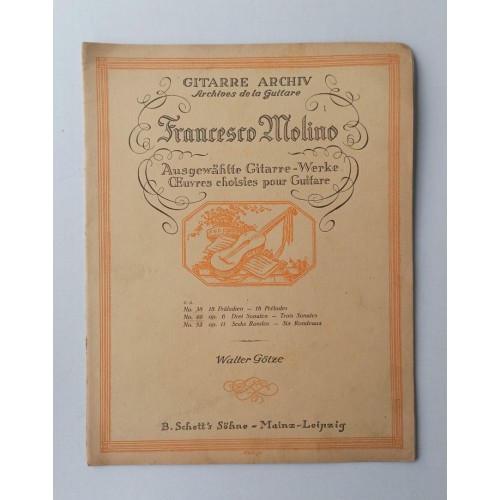 GITARRE ARCHIV
Archives de la Guitare
Francesco Molino
Ausgewählte Gitarre-Werke
Œuvres choisies pour Guitare
No. 38 18 Präludien — 18 Préludes
No. 48 op. 6 Drei Sonaten — Trois Sonates
No. 52 op. 11 Sechs Rondos — Six Rondeaux
Walter Götze
B. Schott's Söhne - Mainz-Leipzig